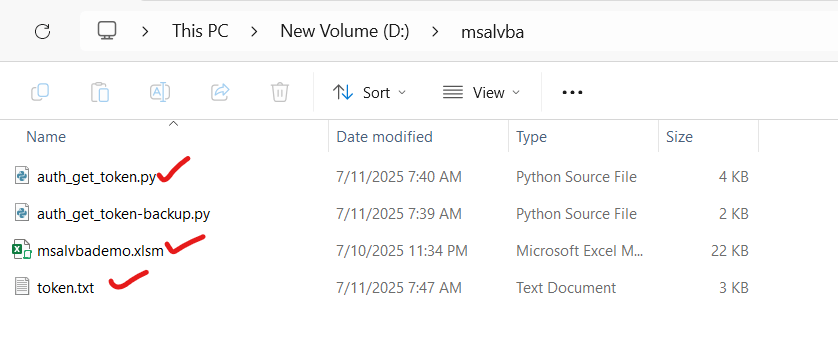 This PC > New Volume (D:) > msalvba
Sort View ...
Name Date modified Type Size
auth_get_token.py 7/11/2025 7:40 AM Python Source File 4 KB
auth_get_token-backup.py 7/11/2025 7:39 AM Python Source File 2 KB
msalvbademo.xlsm 7/10/2025 11:34 PM Microsoft Excel M... 22 KB
token.txt 7/11/2025 7:47 AM Text Document 3 KB